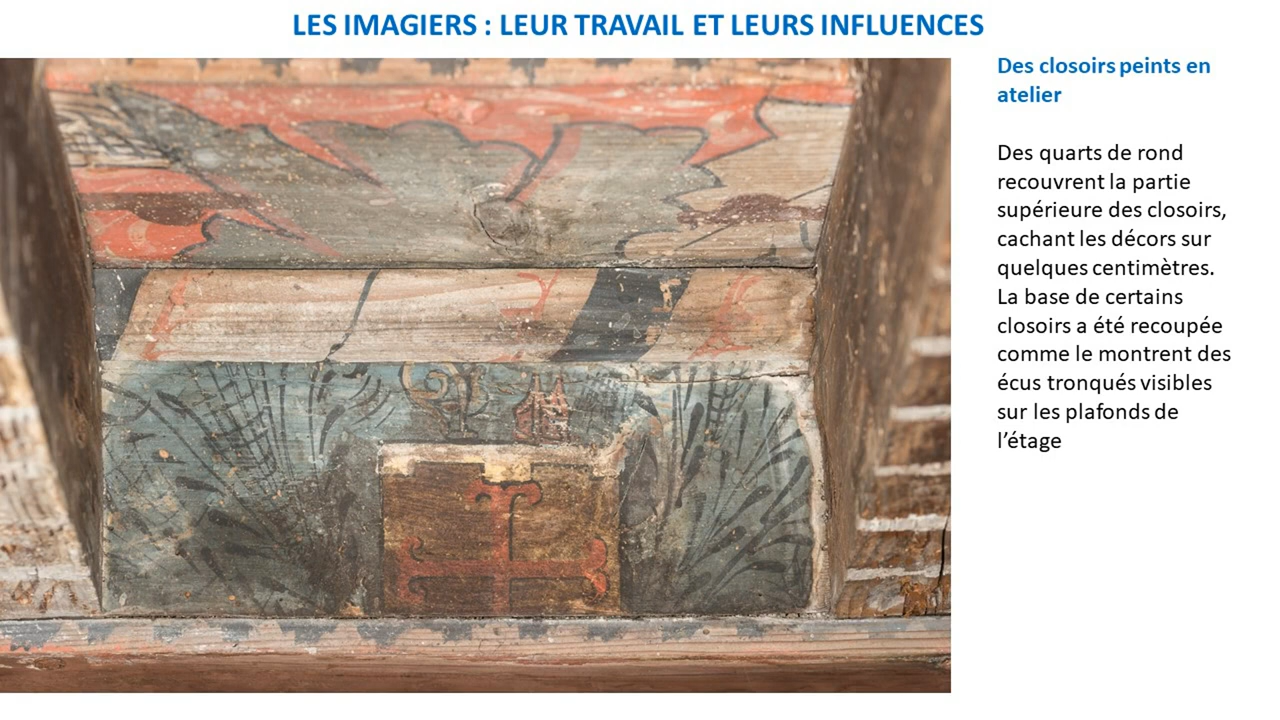 LES IMAGIERS : LEUR TRAVAIL ET LEURS INFLUENCES
Des closoirs peints en
atelier
Des quarts de rond
recouvrent la partie
supérieure des closoirs,
cachant les décors sur
quelques centimètres.
La base de certains
closoirs a été recoupée
comme le montrent des
écus tronqués visibles
sur les plafonds de
l’étage